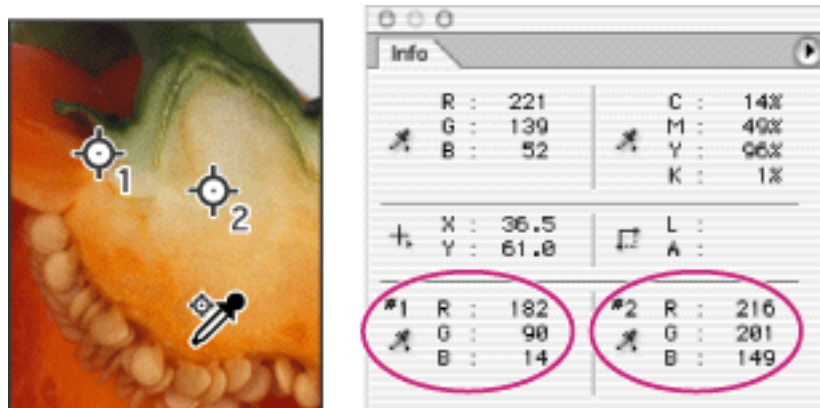 1
2
Info
R : 221
G : 139
B : 52
C : 14%
M : 49%
Y : 96%
K : 1%
X : 36.5
Y : 61.0
L :
A :
#1 R : 182
G : 90
B : 14
#2 R : 216
G : 201
B : 149